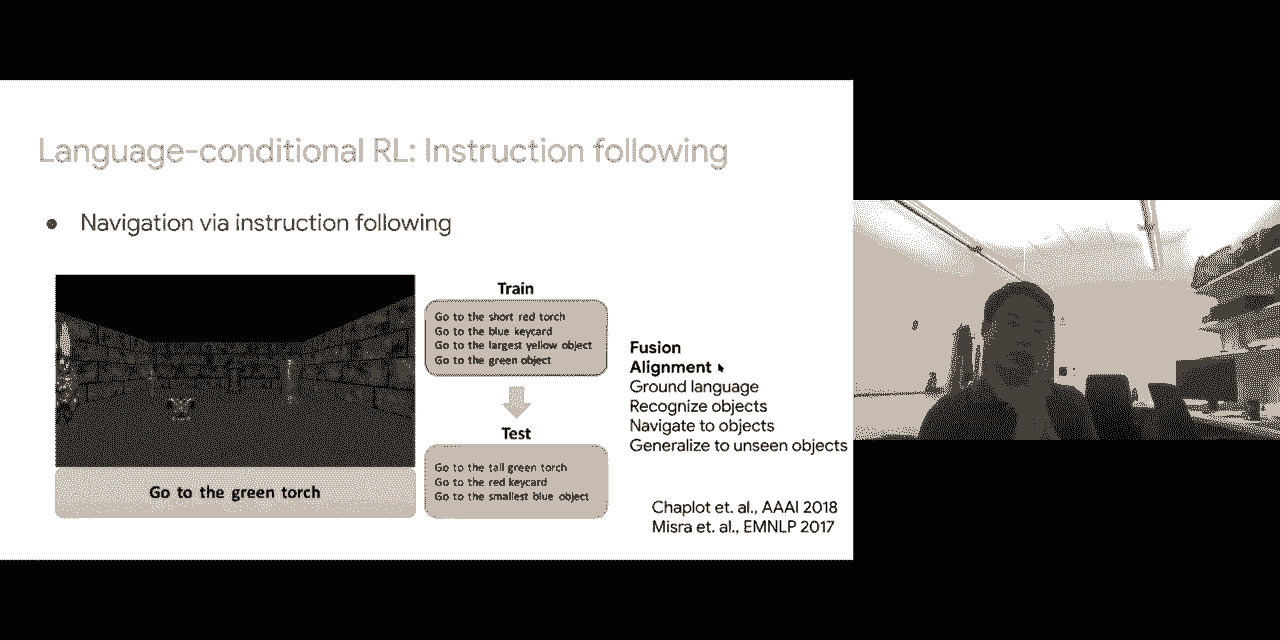 Language-conditional RL: Instruction following
● Navigation via instruction following
Train
Go to the short red torch
Go to the blue keycard
Go to the largest yellow object
Go to the green object
Test
Go to the tall green torch
Go to the red keycard
Go to the smallest blue object
Go to the green torch
Fusion
Alignment
Ground language
Recognize objects
Navigate to objects
Generalize to unseen objects
Chaplot et. al., AAAI 2018
Misra et. al., EMNLP 2017